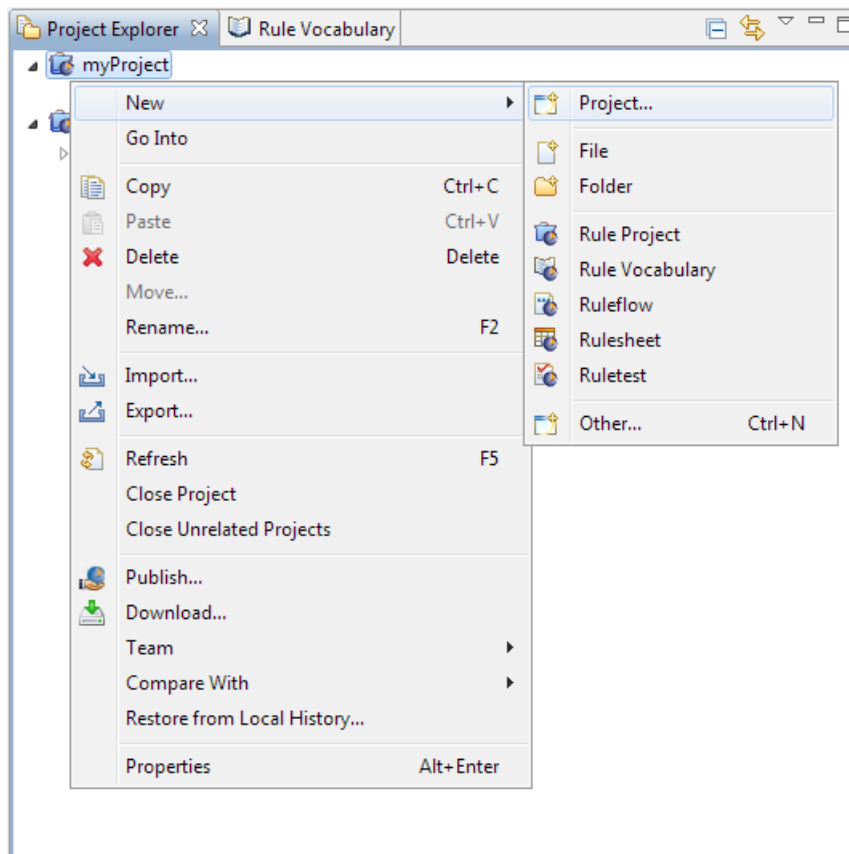 Project Explorer Rule Vocabulary
myProject
New
Go Into
Copy Ctrl+C
Paste Ctrl+V
Delete Delete
Move...
Rename... F2
Import...
Export...
Refresh F5
Close Project
Close Unrelated Projects
Publish...
Download...
Team
Compare With
Restore from Local History...
Properties Alt+Enter
Project...
File
Folder
Rule Project
Rule Vocabulary
Ruleflow
Rulesheet
Ruletest
Other... Ctrl+N